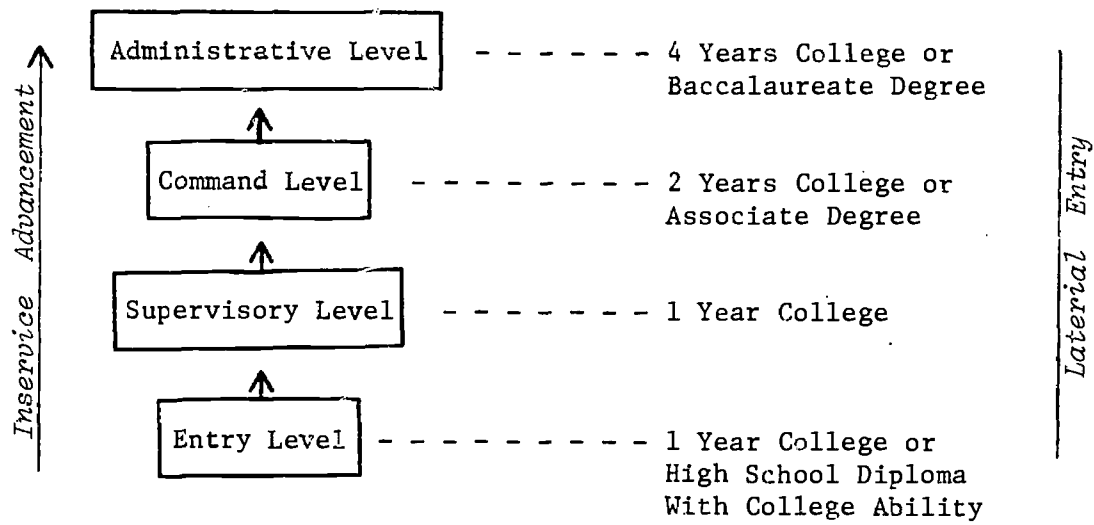 Administrative Level - - - - - - 4 Years College or
Baccalaureate Degree
Command Level - - - - - - - - 2 Years College or
Associate Degree
Supervisory Level - - - - - - - 1 Year College
Entry Level - - - - - - - - - 1 Year College or
High School Diploma
With College Ability
Inservice Advancement
Laterial Entry